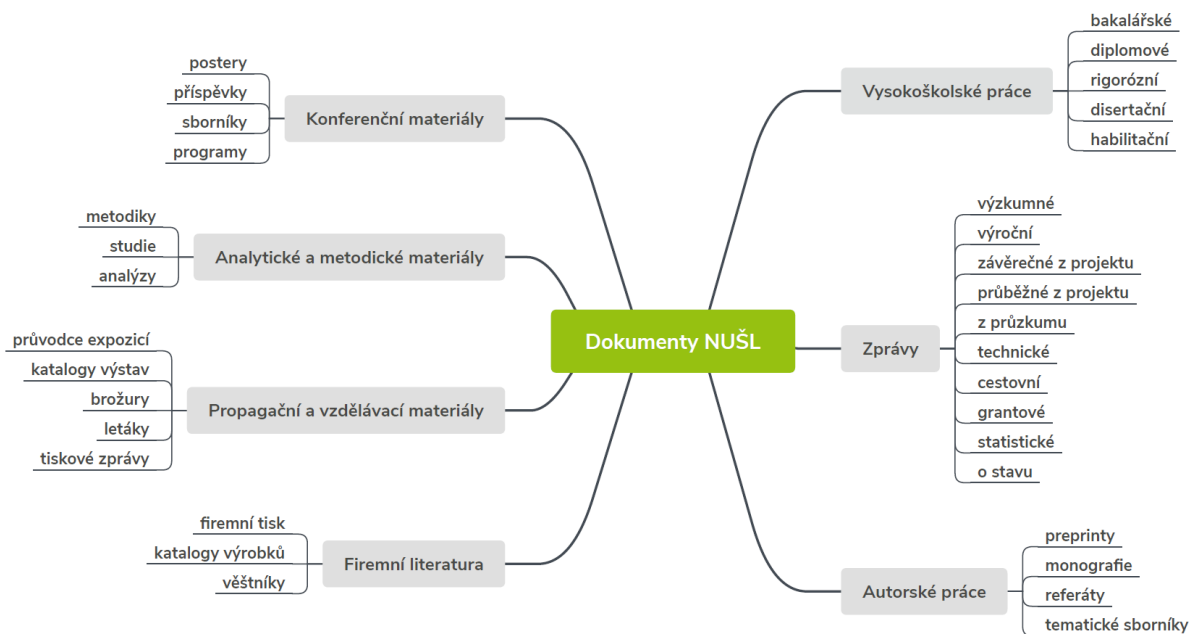 Dokumenty NUŠL
Konferenční materiály
postery
příspěvky
sborníky
programy
Analytické a metodické materiály
metodiky
studie
analýzy
Propagační a vzdělávací materiály
průvodce expozicí
katalogy výstav
brožury
letáky
tiskové zprávy
Firemní literatura
firemní tisk
katalogy výrobků
věštníky
Vysokoškolské práce
bakalářské
diplomové
rigorózní
disertační
habilitační
Zprávy
výzkumné
výroční
závěrečné z projektu
průběžné z projektu
z průzkumu
technické
cestovní
grantové
statistické
o stavu
Autorské práce
preprinty
monografie
referáty
tematické sborníky